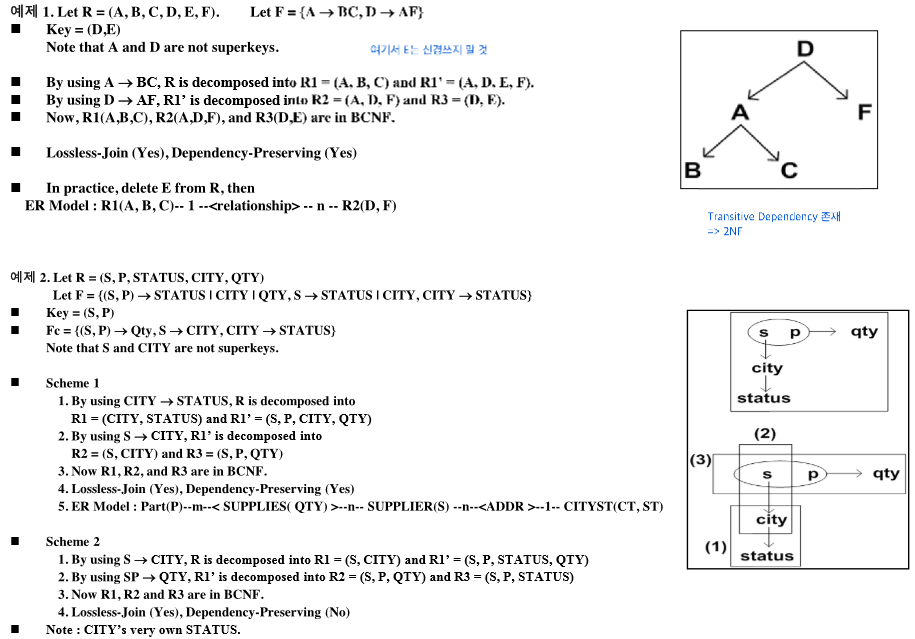 예제 1. Let R = (A, B, C, D, E, F). Let F = {A → BC, D → AF}
■ Key = (D,E)
Note that A and D are not superkeys.
여기서 E는 신경쓰지 말 것
■ By using A → BC, R is decomposed into R1 = (A, B, C) and R1' = (A, D, E, F).
■ By using D → AF, R1' is decomposed into R2 = (A, D, F) and R3 = (D, E).
■ Now, R1(A,B,C), R2(A,D,F), and R3(D,E) are in BCNF.
■ Lossless-Join (Yes), Dependency-Preserving (Yes)
■ In practice, delete E from R, then
ER Model : R1(A, B, C)-- 1 --<relationship> -- n -- R2(D, F)
D
A F
B C
Transitive Dependency 존재
=> 2NF
예제 2. Let R = (S, P, STATUS, CITY, QTY)
Let F = {(S, P) → STATUS | CITY | QTY, S → STATUS | CITY, CITY → STATUS}
■ Key = (S, P)
■ Fc = {(S, P) → Qty, S → CITY, CITY → STATUS}
Note that S and CITY are not superkeys.
■ Scheme 1
1. By using CITY → STATUS, R is decomposed into
R1 = (CITY, STATUS) and R1' = (S, P, CITY, QTY)
2. By using S → CITY, R1' is decomposed into
R2 = (S, CITY) and R3 = (S, P, QTY)
3. Now R1, R2, and R3 are in BCNF.
4. Lossless-Join (Yes), Dependency-Preserving (Yes)
5. ER Model : Part(P)--m--< SUPPLIES( QTY) >--n-- SUPPLIER(S) --n--<ADDR >--1-- CITYST(CT, ST)
■ Scheme 2
1. By using S → CITY, R is decomposed into R1 = (S, CITY) and R1' = (S, P, STATUS, QTY)
2. By using SP → QTY, R1' is decomposed into R2 = (S, P, QTY) and R3 = (S, P, STATUS)
3. Now R1, R2 and R3 are in BCNF.
4. Lossless-Join (Yes), Dependency-Preserving (No)
■ Note : CITY's very own STATUS.
s p → qty
city
status
(2)
(3) s p → qty
city
(1) status